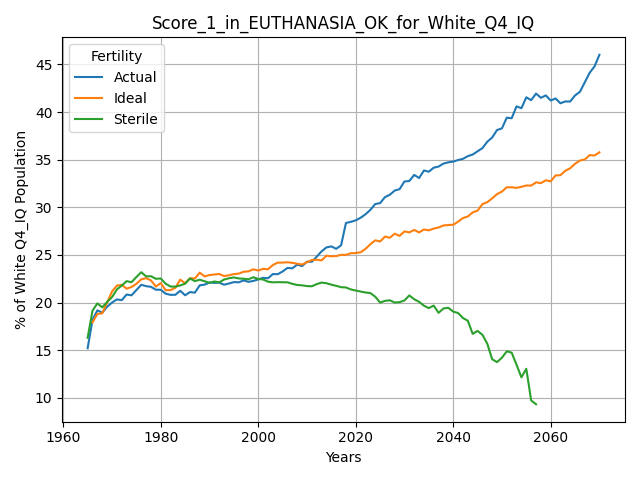 Score_1_in_EUTHANASIA_OK_for_White_Q4_IQ
Fertility
Actual
Ideal
Sterile
% of White Q4_IQ Population
45
40
35
30
25
20
15
10
1960
1980
2000
2020
2040
2060
Years